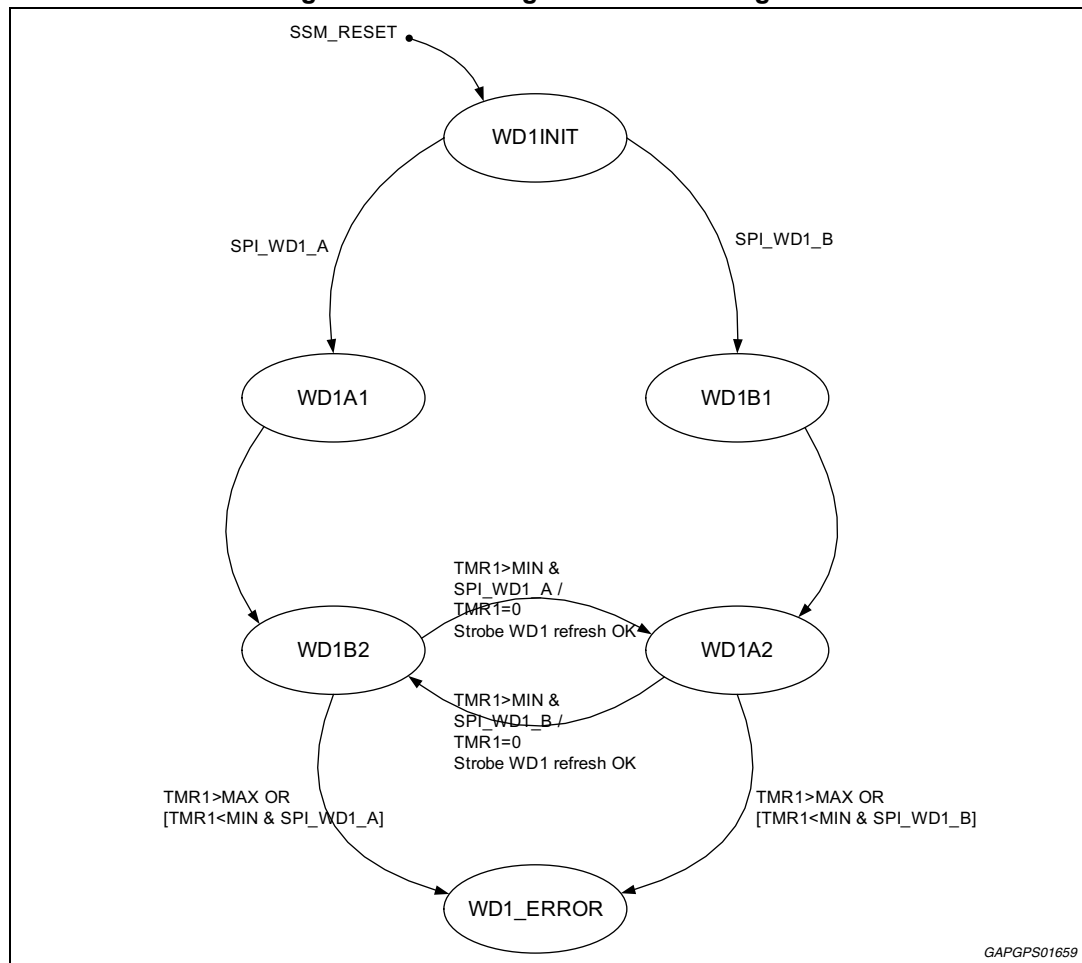 SSM_RESET
WD1INIT
SPI_WD1_A
SPI_WD1_B
WD1A1
WD1B1
TMR1>MIN &
SPI_WD1_A /
TMR1=0
Strobe WD1 refresh OK
WD1B2
WD1A2
TMR1>MIN &
SPI_WD1_B /
TMR1=0
Strobe WD1 refresh OK
TMR1>MAX OR
[TMR1<MIN & SPI_WD1_A]
TMR1>MAX OR
[TMR1<MIN & SPI_WD1_B]
WD1_ERROR
GAPGPS01659